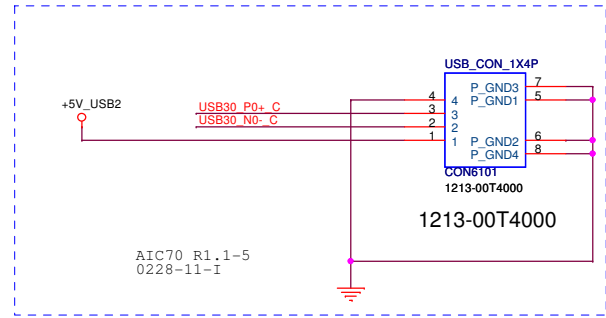 USB_CON_1X4P
+5V_USB2
USB30_P0+_C
USB30_N0-_C
4 4
3 3
2 2
1 1
P_GND3 7
P_GND1 5
P_GND2 6
P_GND4 8
CON6101
1213-00T4000
1213-00T4000
AIC70 R1.1-5
0228-11-I